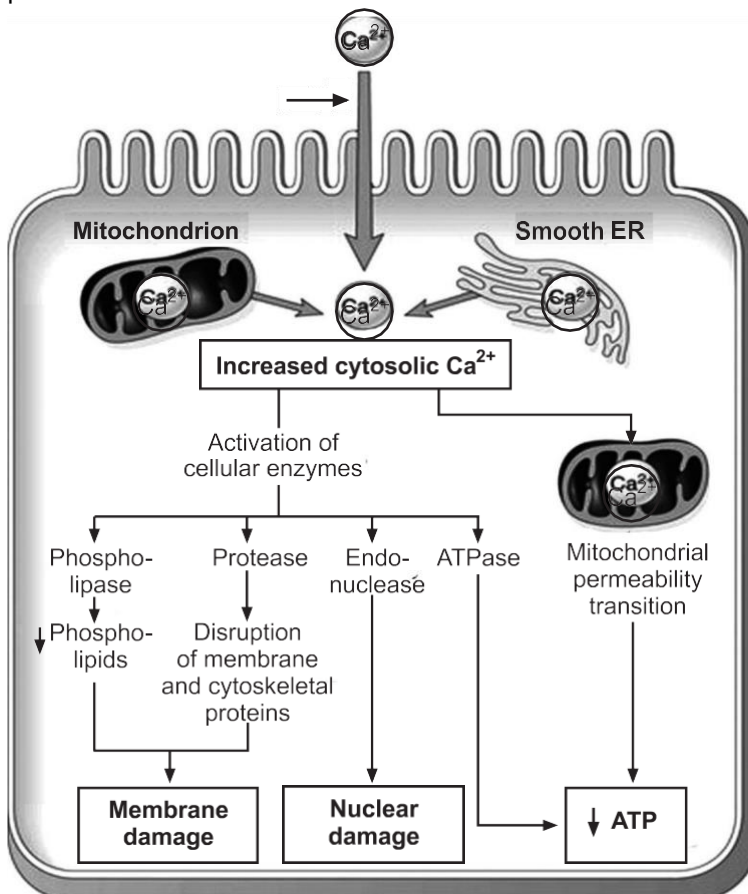 Ca2+
Mitochondrion
Smooth ER
Ca2+
Ca2+
Ca2+
Increased cytosolic Ca2+
Activation of
cellular enzymes
Ca2+
Phospho-
lipase
Protease
Endo-
nuclease
ATPase
Mitochondrial
permeability
transition
↓ Phospho-
lipids
Disruption
of membrane
and cytoskeletal
proteins
Membrane
damage
Nuclear
damage
↓ ATP